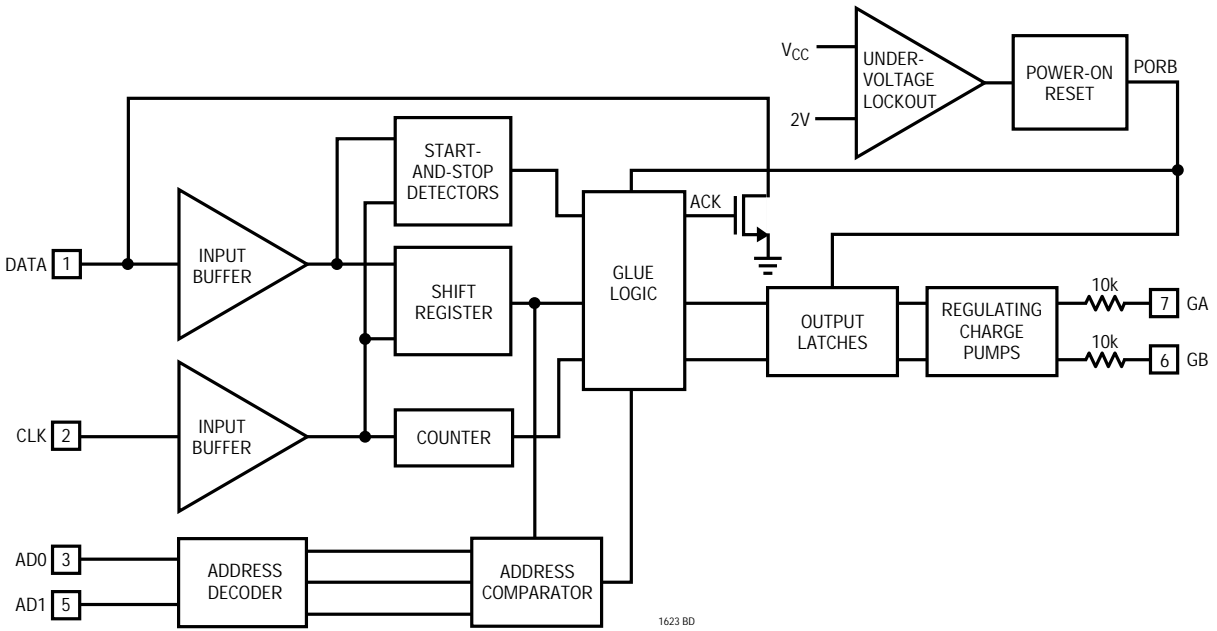 VCC
2V
UNDER-
VOLTAGE
LOCKOUT
POWER-ON
RESET
PORB
START-
AND-STOP
DETECTORS
ACK
DATA
1
INPUT
BUFFER
SHIFT
REGISTER
GLUE
LOGIC
OUTPUT
LATCHES
REGULATING
CHARGE
PUMPS
10k
7
GA
10k
6
GB
CLK
2
INPUT
BUFFER
COUNTER
AD0
3
AD1
5
ADDRESS
DECODER
ADDRESS
COMPARATOR
1623 BD